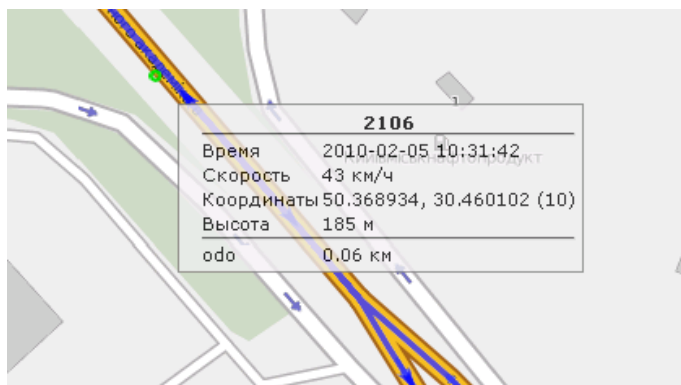 1
2106
Время 2010-02-05 10:31:42
Скорость 43 км/ч
Координаты 50.368934, 30.460102 (10)
Высота 185 м
odo 0.06 км